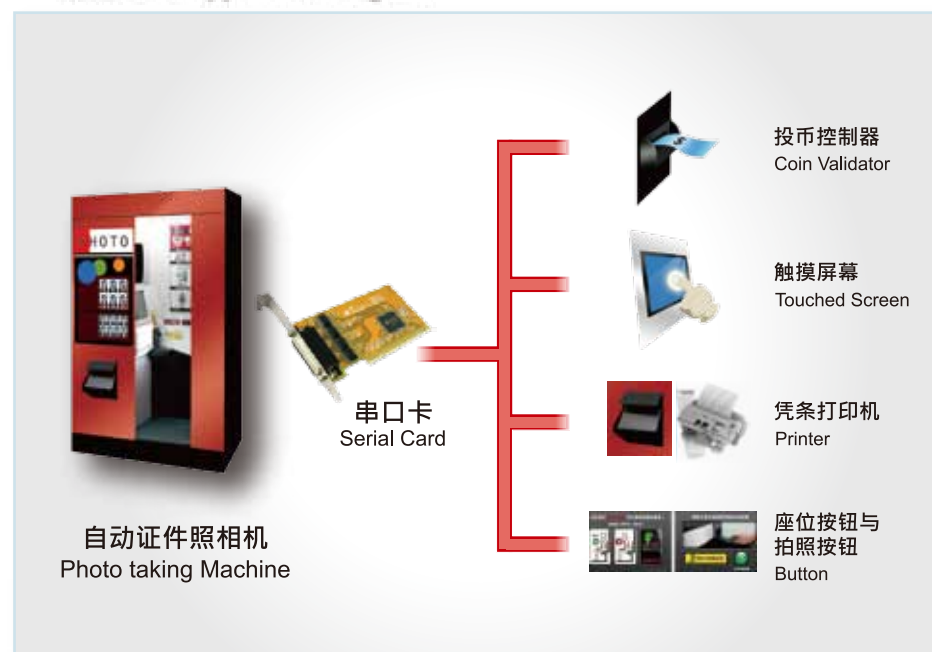 HOTO
自动证件照相机
Photo taking Machine
串口卡
Serial Card
投币控制器
Coin Validator
触摸屏幕
Touched Screen
凭条打印机
Printer
座位按钮与
拍照按钮
Button